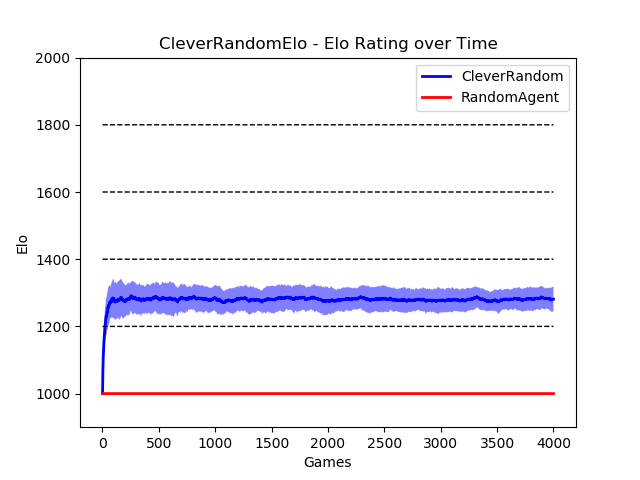 CleverRandomElo - Elo Rating over Time
2000
1800
1600
1400
1200
1000
Elo
CleverRandom
RandomAgent
0 500 1000 1500 2000 2500 3000 3500 4000
Games